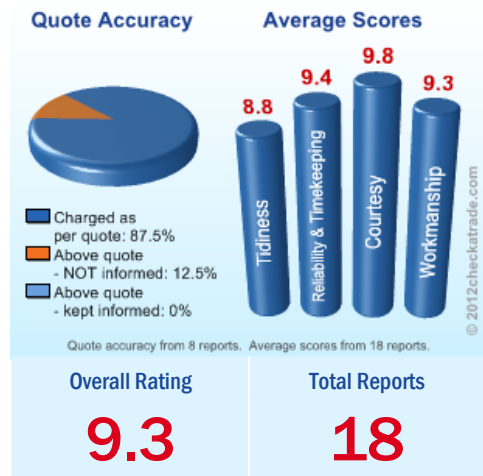 Quote Accuracy
Average Scores
8.8
9.4
9.8
9.3
Tidiness
Reliability & Timekeeping
Courtesy
Workmanship
Charged as
per quote: 87.5%
Above quote
- NOT informed: 12.5%
Above quote
- kept informed: 0%
© 2012checkatrade.com
Quote accuracy from 8 reports. Average scores from 18 reports.
Overall Rating
9.3
Total Reports
18